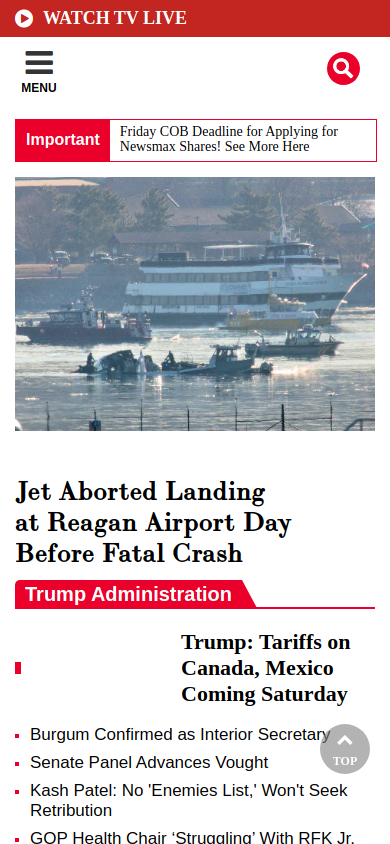 WATCH TV LIVE
MENU
Important
Friday COB Deadline for Applying for
Newsmax Shares! See More Here
Jet Aborted Landing
at Reagan Airport Day
Before Fatal Crash
Trump Administration
Trump: Tariffs on
Canada, Mexico
Coming Saturday
Burgum Confirmed as Interior Secretary
Senate Panel Advances Vought
TOP
Kash Patel: No 'Enemies List,' Won't Seek
Retribution
GOP Health Chair ‘Struggling’ With RFK Jr.